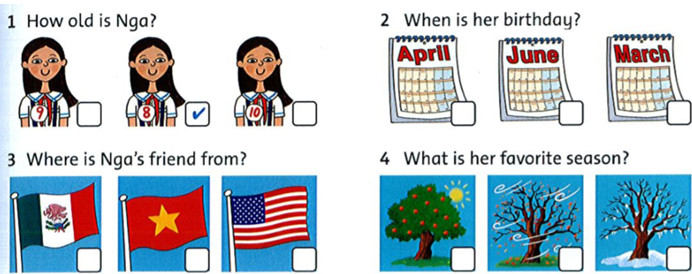 1 How old is Nga?
9
8
10
2 When is her birthday?
April
June
March
3 Where is Nga's friend from?
4 What is her favorite season?